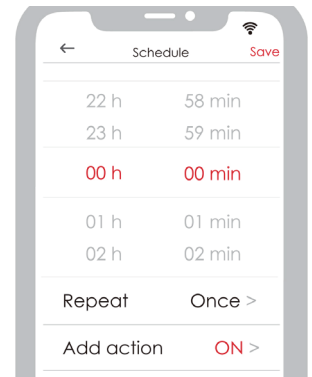 ← Schedule Save
22 h 58 min
23 h 59 min
00 h 00 min
01 h 01 min
02 h 02 min
Repeat Once >
Add action ON >